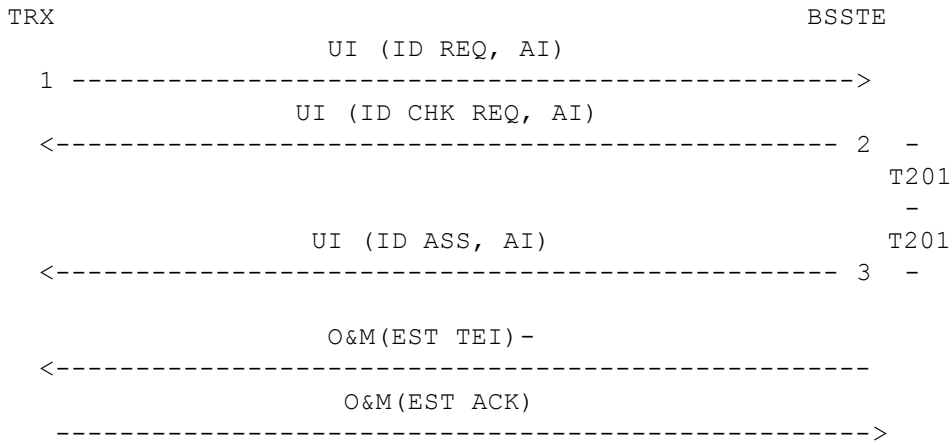 TRX BSSTE
UI (ID REQ, AI)
1 ------------------------------------------------->
UI (ID CHK REQ, AI)
<------------------------------------------------- 2 -
T201
-
UI (ID ASS, AI) T201
<------------------------------------------------- 3 -
O&M(EST TEI)-
<---------------------------------------------------
O&M(EST ACK)
--------------------------------------------------->